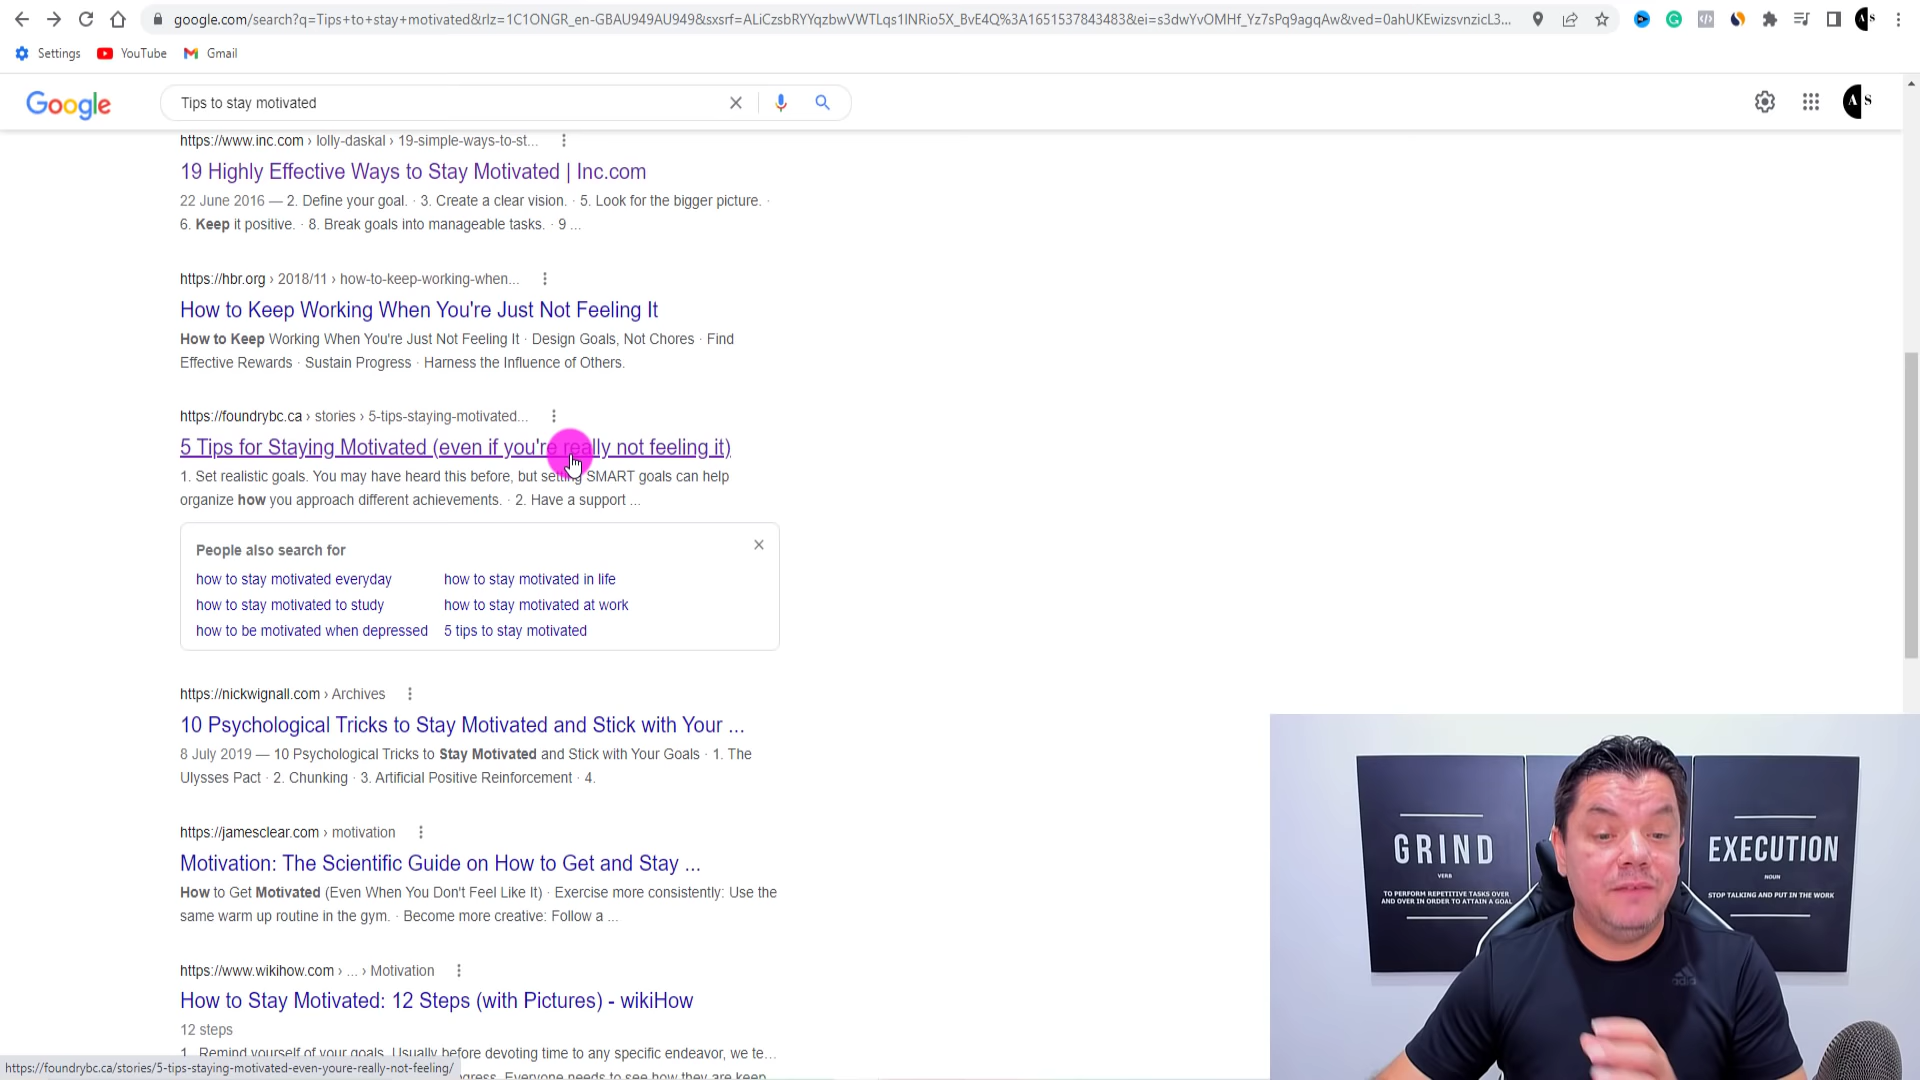 google.com/search?q=Tips+to+stay+motivated&rlz=1C1ONGR_en-GBAU949AU949&sxsrf=ALiCzsbRYYqzbwVWTLqs1lNRio5X_BvE4Q%3A1651537843483&ei=s3dwYvOMHf_Yz7sPq9agqAw&ved=0ahUKEwizsvnzicL3...
Settings YouTube Gmail
Google Tips to stay motivated A S
https://www.inc.com › lolly-daskal › 19-simple-ways-to-st...
19 Highly Effective Ways to Stay Motivated | Inc.com
22 June 2016 — 2. Define your goal. · 3. Create a clear vision. · 5. Look for the bigger picture. ·
6. Keep it positive. · 8. Break goals into manageable tasks. · 9 ...
https://hbr.org › 2018/11 › how-to-keep-working-when...
How to Keep Working When You're Just Not Feeling It
How to Keep Working When You're Just Not Feeling It · Design Goals, Not Chores · Find
Effective Rewards · Sustain Progress · Harness the Influence of Others.
https://foundrybc.ca › stories › 5-tips-staying-motivated...
5 Tips for Staying Motivated (even if you're really not feeling it)
1. Set realistic goals. You may have heard this before, but setting SMART goals can help
organize how you approach different achievements. · 2. Have a support ...
People also search for
how to stay motivated everyday how to stay motivated in life
how to stay motivated to study how to stay motivated at work
how to be motivated when depressed 5 tips to stay motivated
https://nickwignall.com › Archives
10 Psychological Tricks to Stay Motivated and Stick with Your ...
8 July 2019 — 10 Psychological Tricks to Stay Motivated and Stick with Your Goals · 1. The
Ulysses Pact · 2. Chunking · 3. Artificial Positive Reinforcement · 4.
https://jamesclear.com › motivation
Motivation: The Scientific Guide on How to Get and Stay ...
How to Get Motivated (Even When You Don't Feel Like It) · Exercise more consistently: Use the
same warm up routine in the gym. · Become more creative: Follow a ...
https://www.wikihow.com › ... › Motivation
How to Stay Motivated: 12 Steps (with Pictures) - wikiHow
12 steps
1. Remind yourself of your goals. Usually before devoting time to any specific endeavor, we te...
https://foundrybc.ca/stories/5-tips-staying-motivated-even-youre-really-not-feeling/
GRIND
VERB
TO PERFORM REPETITIVE TASKS OVER
AND OVER IN ORDER TO ATTAIN A GOAL
EXECUTION
NOUN
STOP TALKING AND PUT IN THE WORK
adidas